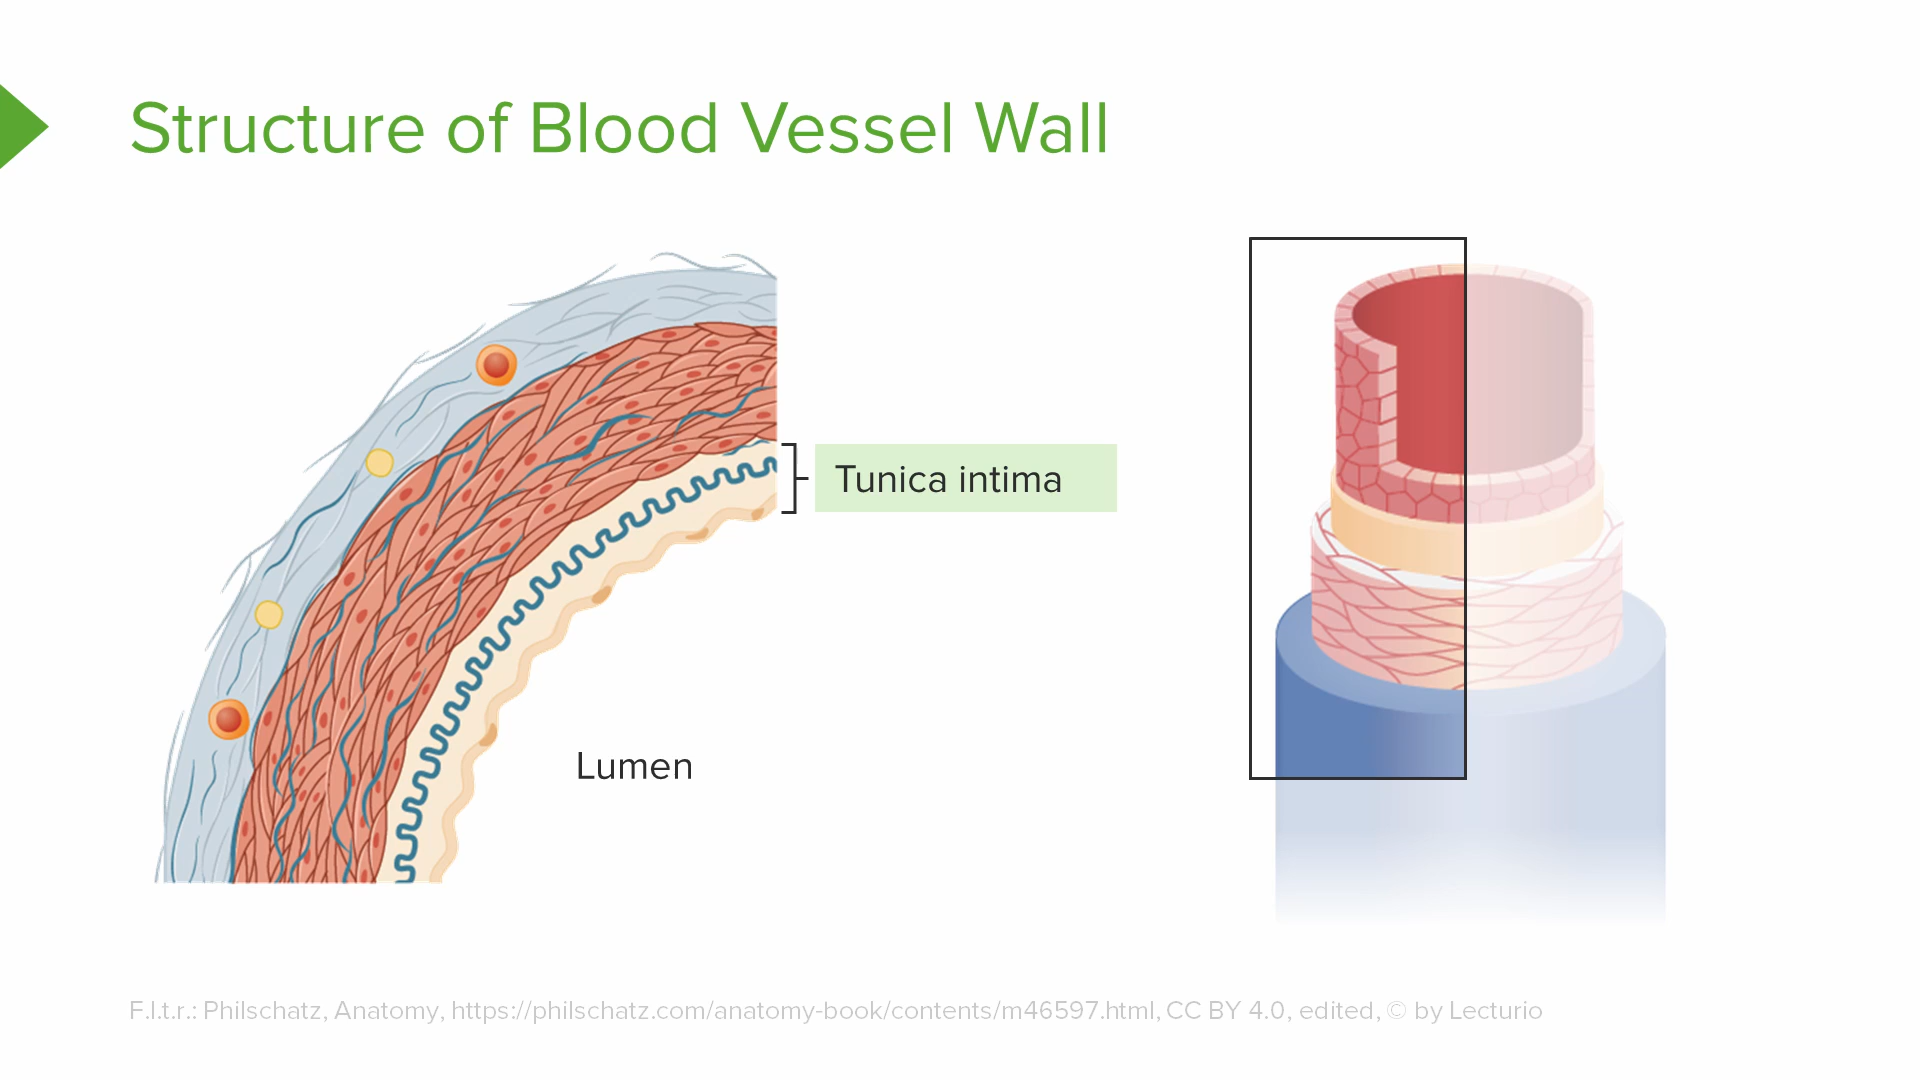 Structure of Blood Vessel Wall
Tunica intima
Lumen
F.l.t.r.: Philschatz, Anatomy, https://philschatz.com/anatomy-book/contents/m46597.html, CC BY 4.0, edited, © by Lecturio